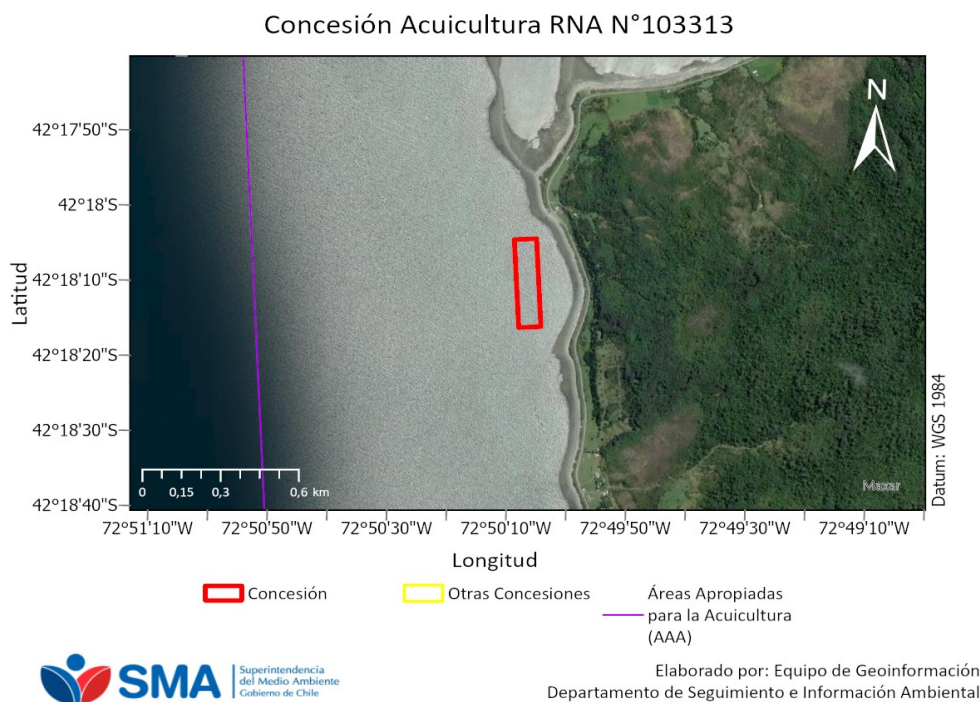 Concesión Acuicultura RNA N°103313
N
42°17'50"S
42°18'S
42°18'10"S
42°18'20"S
42°18'30"S
42°18'40"S
Latitud
Datum: WGS 1984
0 0,15 0,3 0,6 km
Maxar
72°51'10"W 72°50'50"W 72°50'30"W 72°50'10"W 72°49'50"W 72°49'30"W 72°49'10"W
Longitud
Concesión
Otras Concesiones
Áreas Apropiadas
para la Acuicultura
(AAA)
SMA
Superintendencia
del Medio Ambiente
Gobierno de Chile
Elaborado por: Equipo de Geoinformación
Departamento de Seguimiento e Información Ambiental